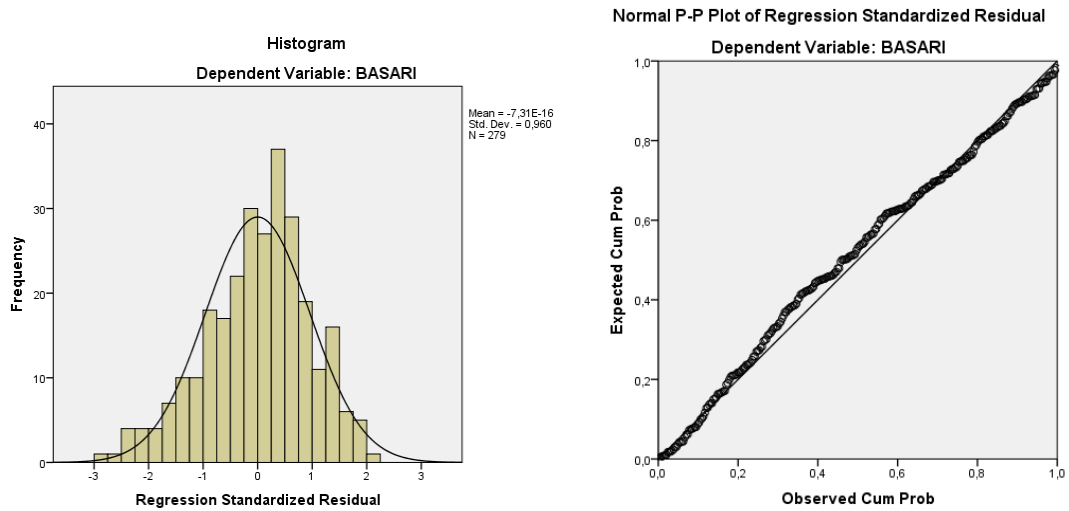 Histogram
Dependent Variable: BASARI
Mean = -7,31E-16
Std. Dev. = 0,960
N = 279
Frequency
40
30
20
10
0
-3 -2 -1 0 1 2 3
Regression Standardized Residual
Normal P-P Plot of Regression Standardized Residual
Dependent Variable: BASARI
Expected Cum Prob
1,0
0,8
0,6
0,4
0,2
0,0
0,0 0,2 0,4 0,6 0,8 1,0
Observed Cum Prob